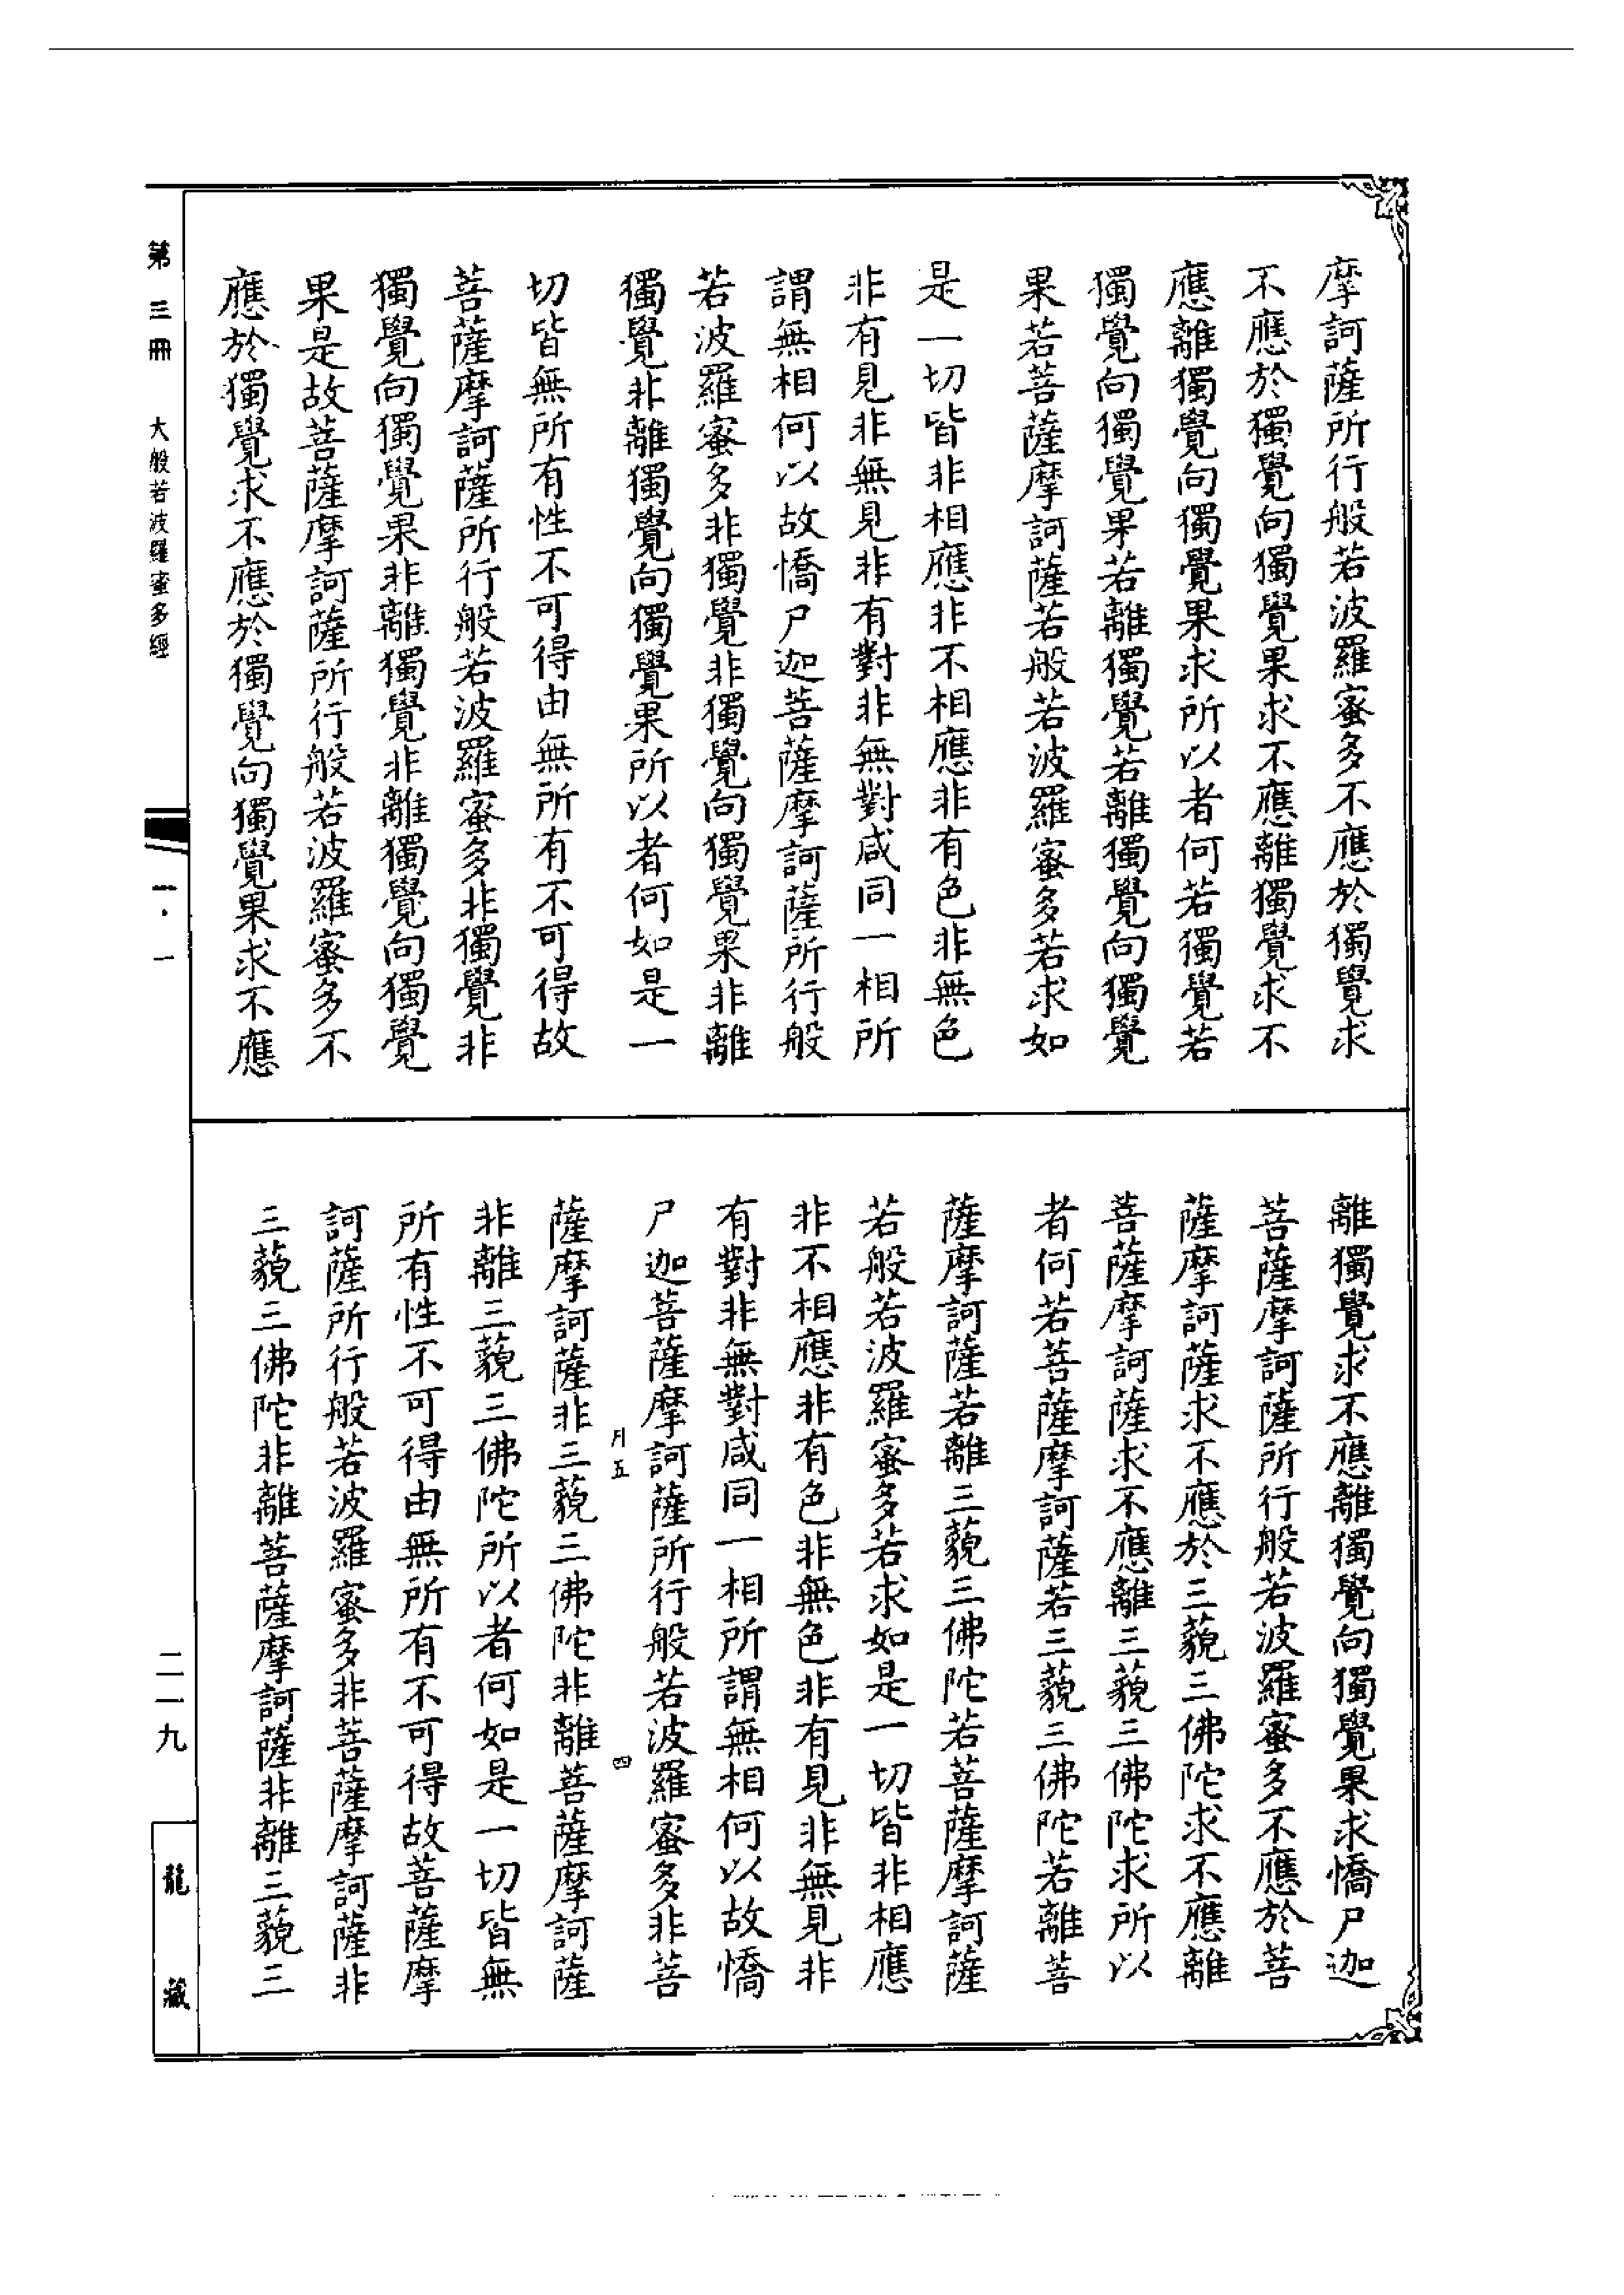 摩訶薩所行般若波羅蜜多不應於獨覺求
不應於獨覺向獨覺果求不應離獨覺求不
應離獨覺向獨覺果求所以者何若獨覺若
獨覺向獨覺果若離獨覺若離獨覺向獨覺
果若菩薩摩訶薩若般若波羅蜜多若求如
是一切皆非相應非不相應非有色非無色
非有見非無見非有對非無對咸同一相所
謂無相何以故憍尸迦菩薩摩訶薩所行般
若波羅蜜多非獨覺非獨覺向獨覺果非離
獨覺非離獨覺向獨覺果所以者何如是一
切皆無所有性不可得由無所有不可得故
菩薩摩訶薩所行般若波羅蜜多非獨覺非
獨覺向獨覺果非離獨覺非離獨覺向獨覺
果是故菩薩摩訶薩所行般若波羅蜜多不
應於獨覺求不應於獨覺向獨覺果求不應
離獨覺求不應離獨覺向獨覺果求憍尸迦
菩薩摩訶薩所行般若波羅蜜多不應於菩
薩摩訶薩求不應於三藐三佛陀求不應離
菩薩摩訶薩求不應離三藐三佛陀求所以
者何若菩薩摩訶薩若三藐三佛陀若離菩
薩摩訶薩若離三藐三佛陀若菩薩摩訶薩
若般若波羅蜜多若求如是一切皆非相應
非不相應非有色非無色非有見非無見非
有對非無對咸同一相所謂無相何以故憍
尸迦菩薩摩訶薩所行般若波羅蜜多非菩
月五 四
薩摩訶薩非三藐三佛陀非離菩薩摩訶薩
非離三藐三佛陀所以者何如是一切皆無
所有性不可得由無所有不可得故菩薩摩
訶薩所行般若波羅蜜多非菩薩摩訶薩非
三藐三佛陀非離菩薩摩訶薩非離三藐三
第三冊 大般若波羅蜜多經
二一九
龍藏